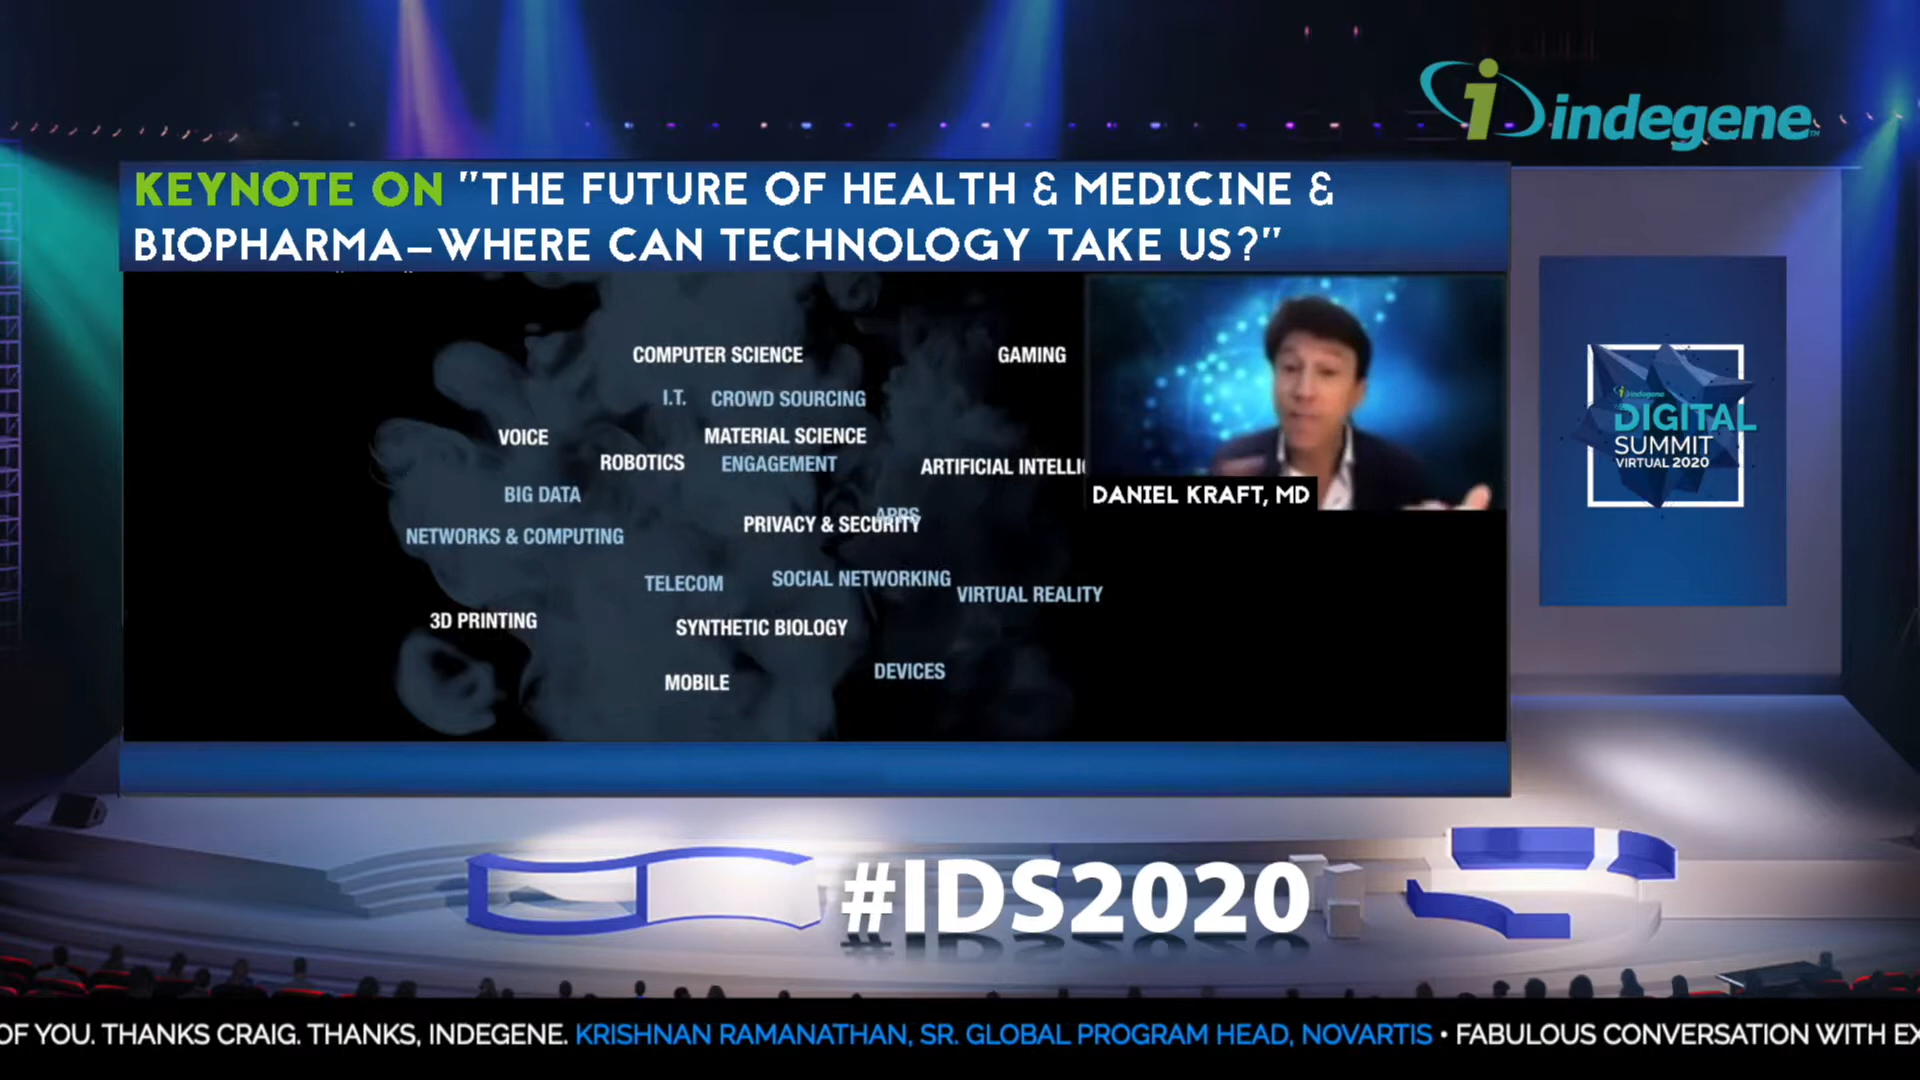 indegene
KEYNOTE ON "THE FUTURE OF HEALTH & MEDICINE &
BIOPHARMA—WHERE CAN TECHNOLOGY TAKE US?"
COMPUTER SCIENCE
GAMING
I.T.
CROWD SOURCING
VOICE
MATERIAL SCIENCE
ROBOTICS
ENGAGEMENT
ARTIFICIAL INTELLI
BIG DATA
APPS
PRIVACY & SECURITY
NETWORKS & COMPUTING
TELECOM
SOCIAL NETWORKING
VIRTUAL REALITY
3D PRINTING
SYNTHETIC BIOLOGY
DEVICES
MOBILE
DANIEL KRAFT, MD
indegene
DIGITAL
SUMMIT
VIRTUAL 2020
#IDS2020
OF YOU. THANKS CRAIG. THANKS, INDEGENE. KRISHNAN RAMANATHAN, SR. GLOBAL PROGRAM HEAD, NOVARTIS • FABULOUS CONVERSATION WITH EX